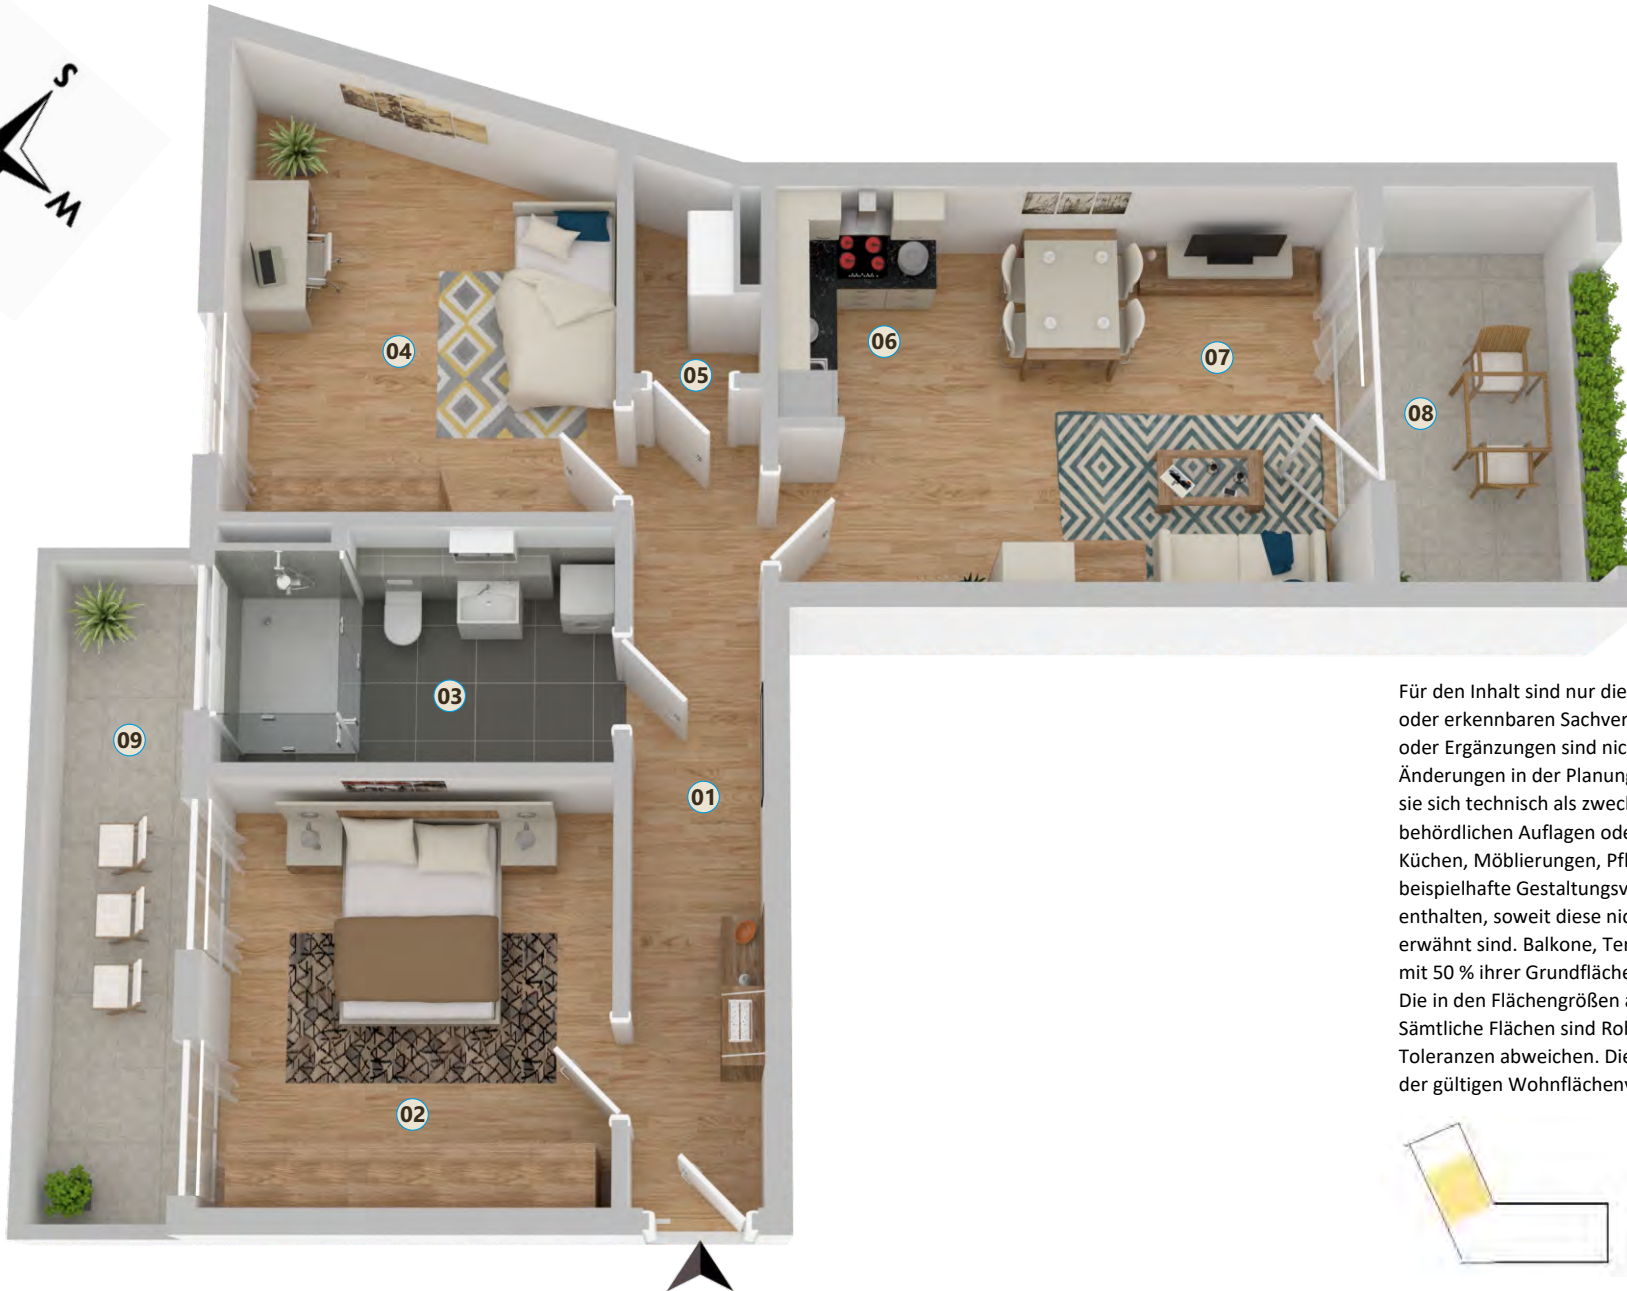 S
W
04
05
06
07
08
03
09
01
02
Für den Inhalt sind nur die
oder erkennbaren Sachver
oder Ergänzungen sind nic
Änderungen in der Planung
sie sich technisch als zwec
behördlichen Auflagen ode
Küchen, Möblierungen, Pfl
beispielhafte Gestaltungsv
enthalten, soweit diese nic
erwähnt sind. Balkone, Ter
mit 50 % ihrer Grundfläche
Die in den Flächengrößen a
Sämtliche Flächen sind Roh
Toleranzen abweichen. Die
der gültigen Wohnflächenv